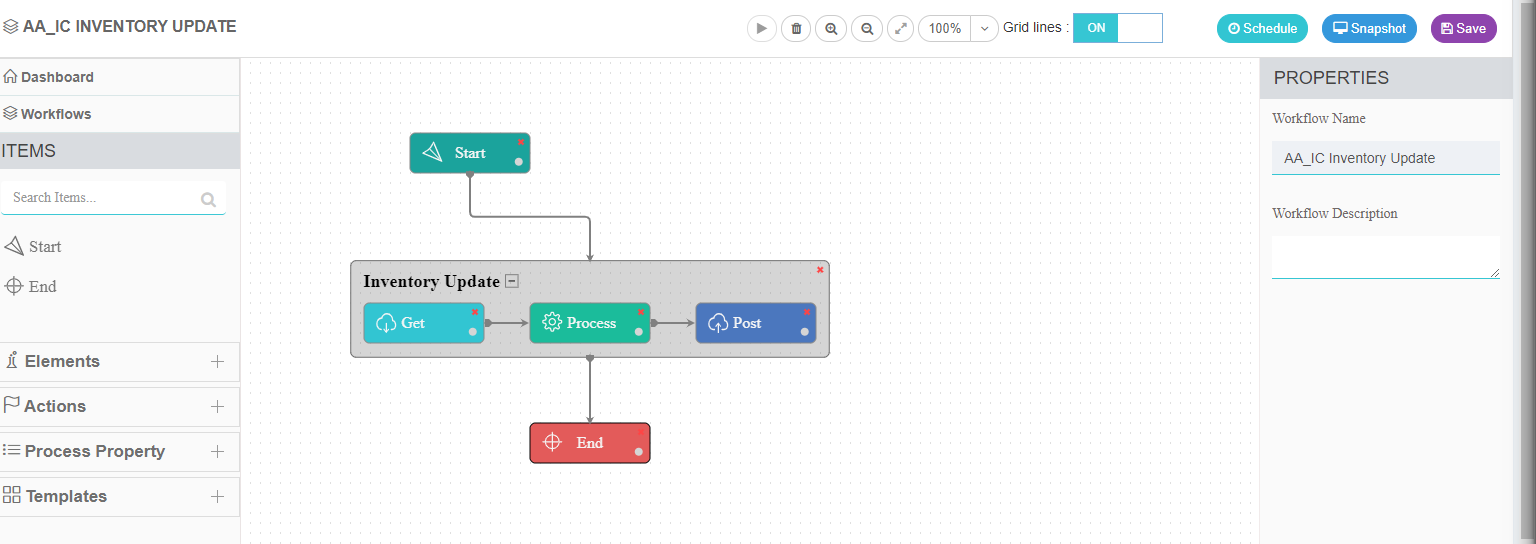 AA_IC INVENTORY UPDATE
100%
Grid lines :
ON
Schedule
Snapshot
Save
Dashboard
Workflows
ITEMS
Search Items...
Start
End
Elements
Actions
Process Property
Templates
Start
Inventory Update
Get
Process
Post
End
PROPERTIES
Workflow Name
AA_IC Inventory Update
Workflow Description